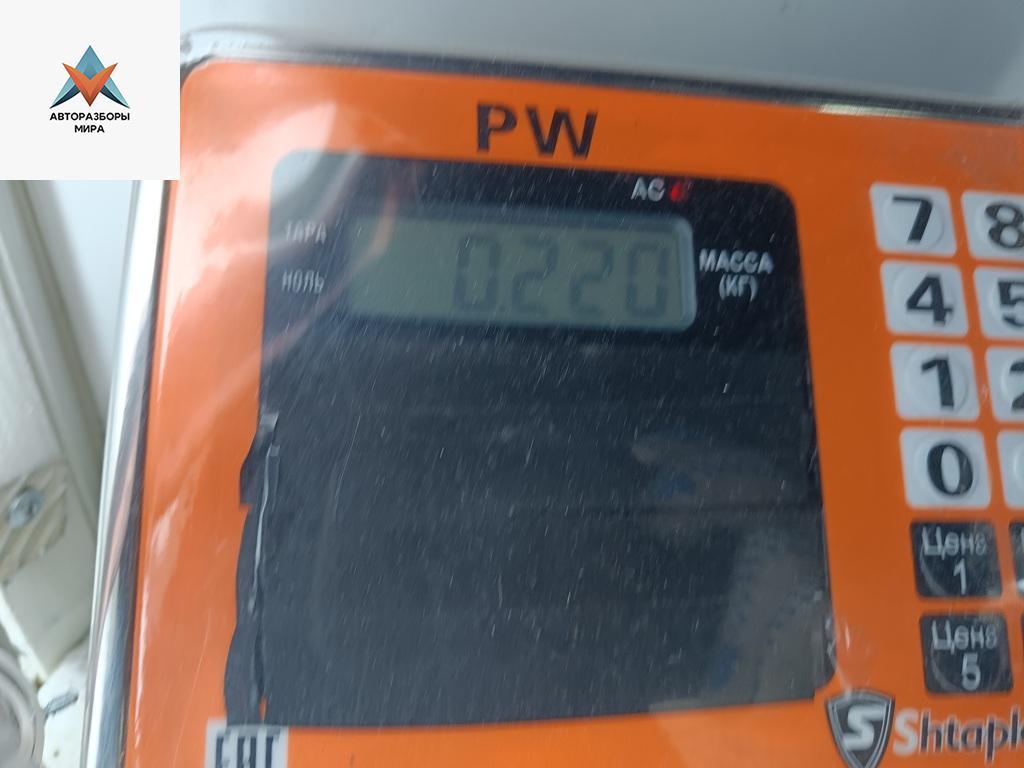 АВТОРАЗБОРЫ
МИРА
PW
AC
ТАРА
НОЛЬ
0.220
МАССА
(КГ)
7
8
4
5
1
2
0
Цена
1
Цена
5
S
EAC